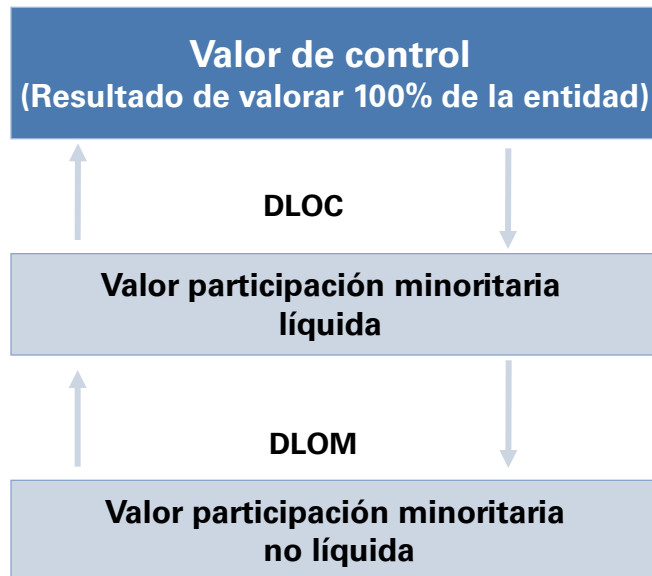 Valor de control
(Resultado de valorar 100% de la entidad)
DLOC
Valor participación minoritaria
líquida
DLOM
Valor participación minoritaria
no líquida